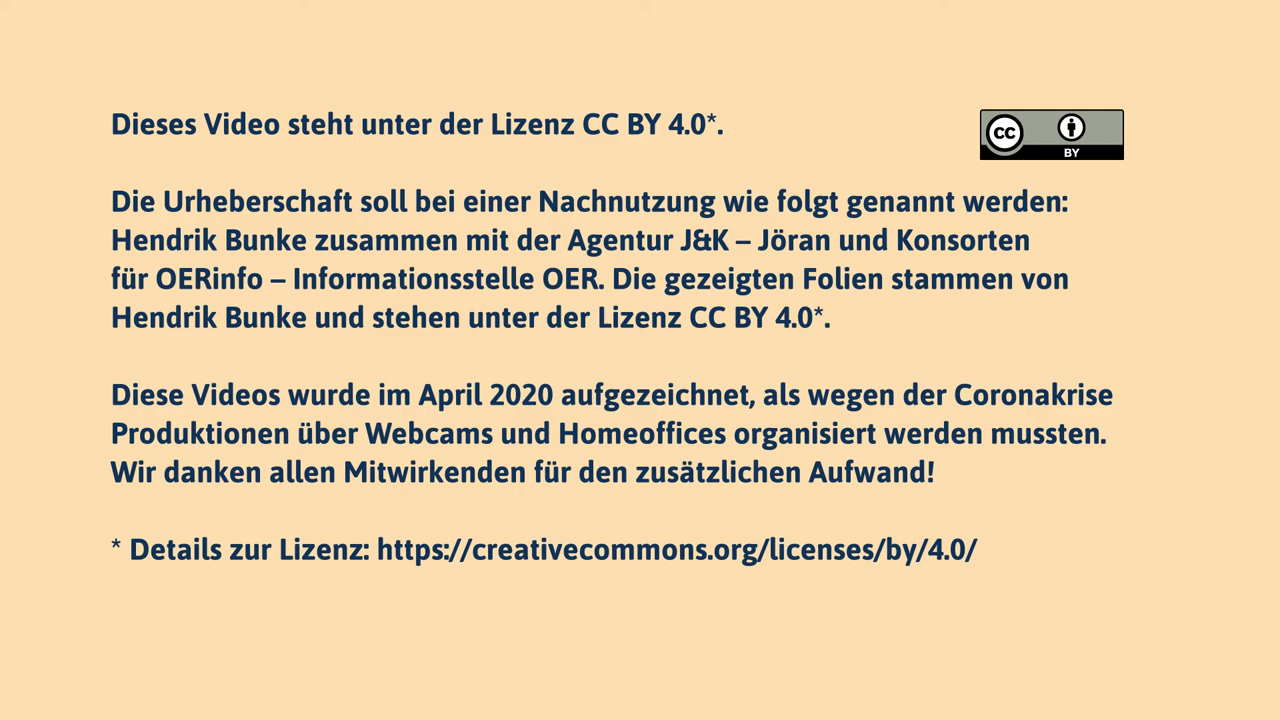 Dieses Video steht unter der Lizenz CC BY 4.0*.
cc
BY
Die Urheberschaft soll bei einer Nachnutzung wie folgt genannt werden:
Hendrik Bunke zusammen mit der Agentur J&K – Jöran und Konsorten
für OERinfo – Informationsstelle OER. Die gezeigten Folien stammen von
Hendrik Bunke und stehen unter der Lizenz CC BY 4.0*.
Diese Videos wurde im April 2020 aufgezeichnet, als wegen der Coronakrise
Produktionen über Webcams und Homeoffices organisiert werden mussten.
Wir danken allen Mitwirkenden für den zusätzlichen Aufwand!
* Details zur Lizenz: https://creativecommons.org/licenses/by/4.0/